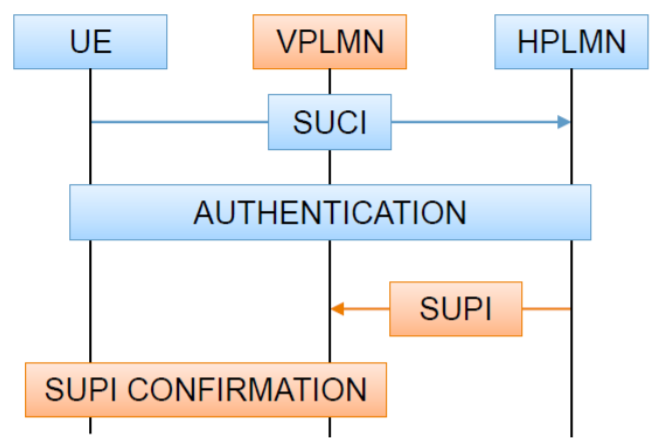 UE
VPLMN
HPLMN
SUCI
AUTHENTICATION
SUPI
SUPI CONFIRMATION